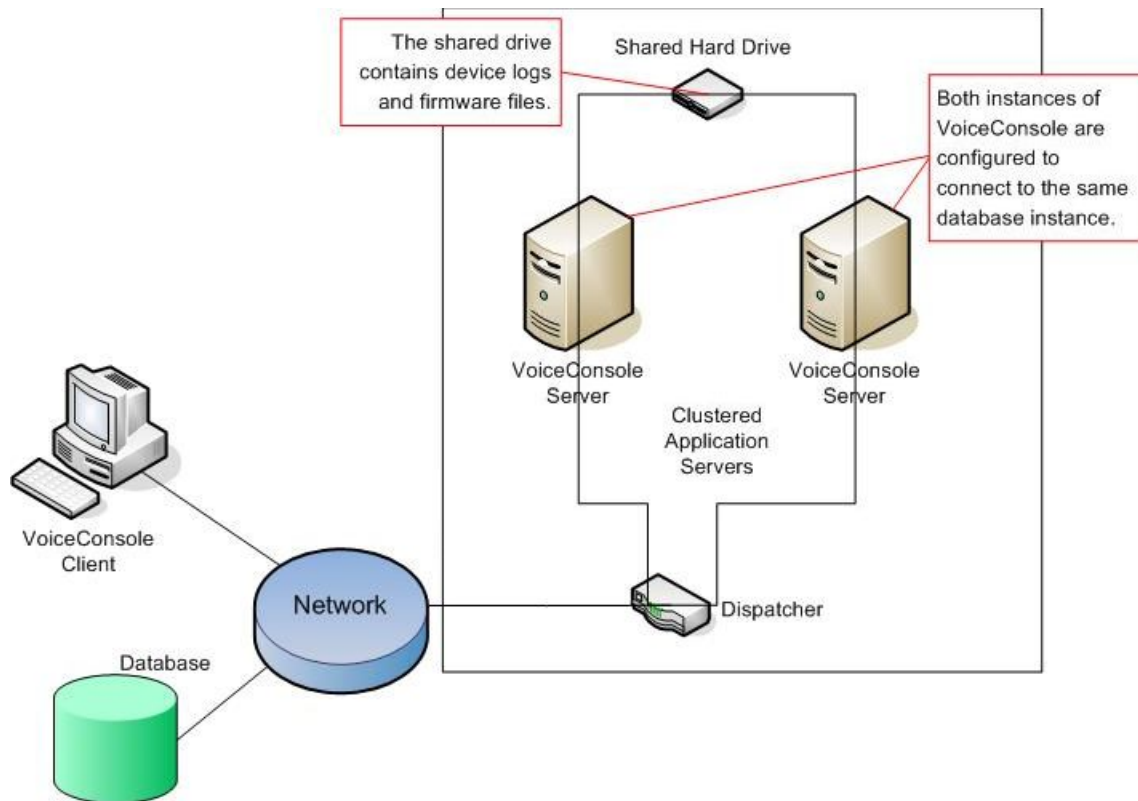 The shared drive
contains device logs
and firmware files.
Shared Hard Drive
Both instances of
VoiceConsole are
configured to
connect to the same
database instance.
VoiceConsole
Server
VoiceConsole
Server
Clustered
Application
Servers
VoiceConsole
Client
Network
Dispatcher
Database